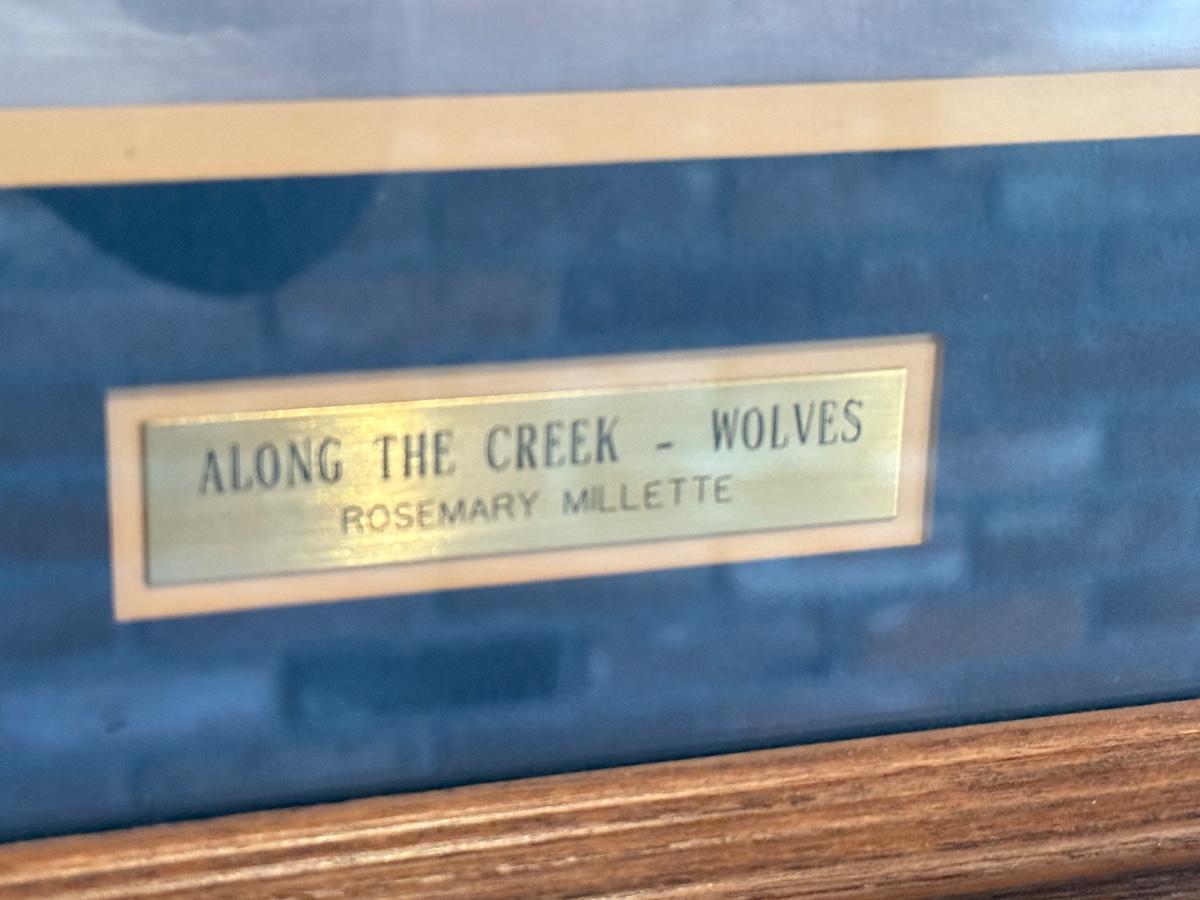 ALONG THE CREEK - WOLVES
ROSEMARY MILLETTE